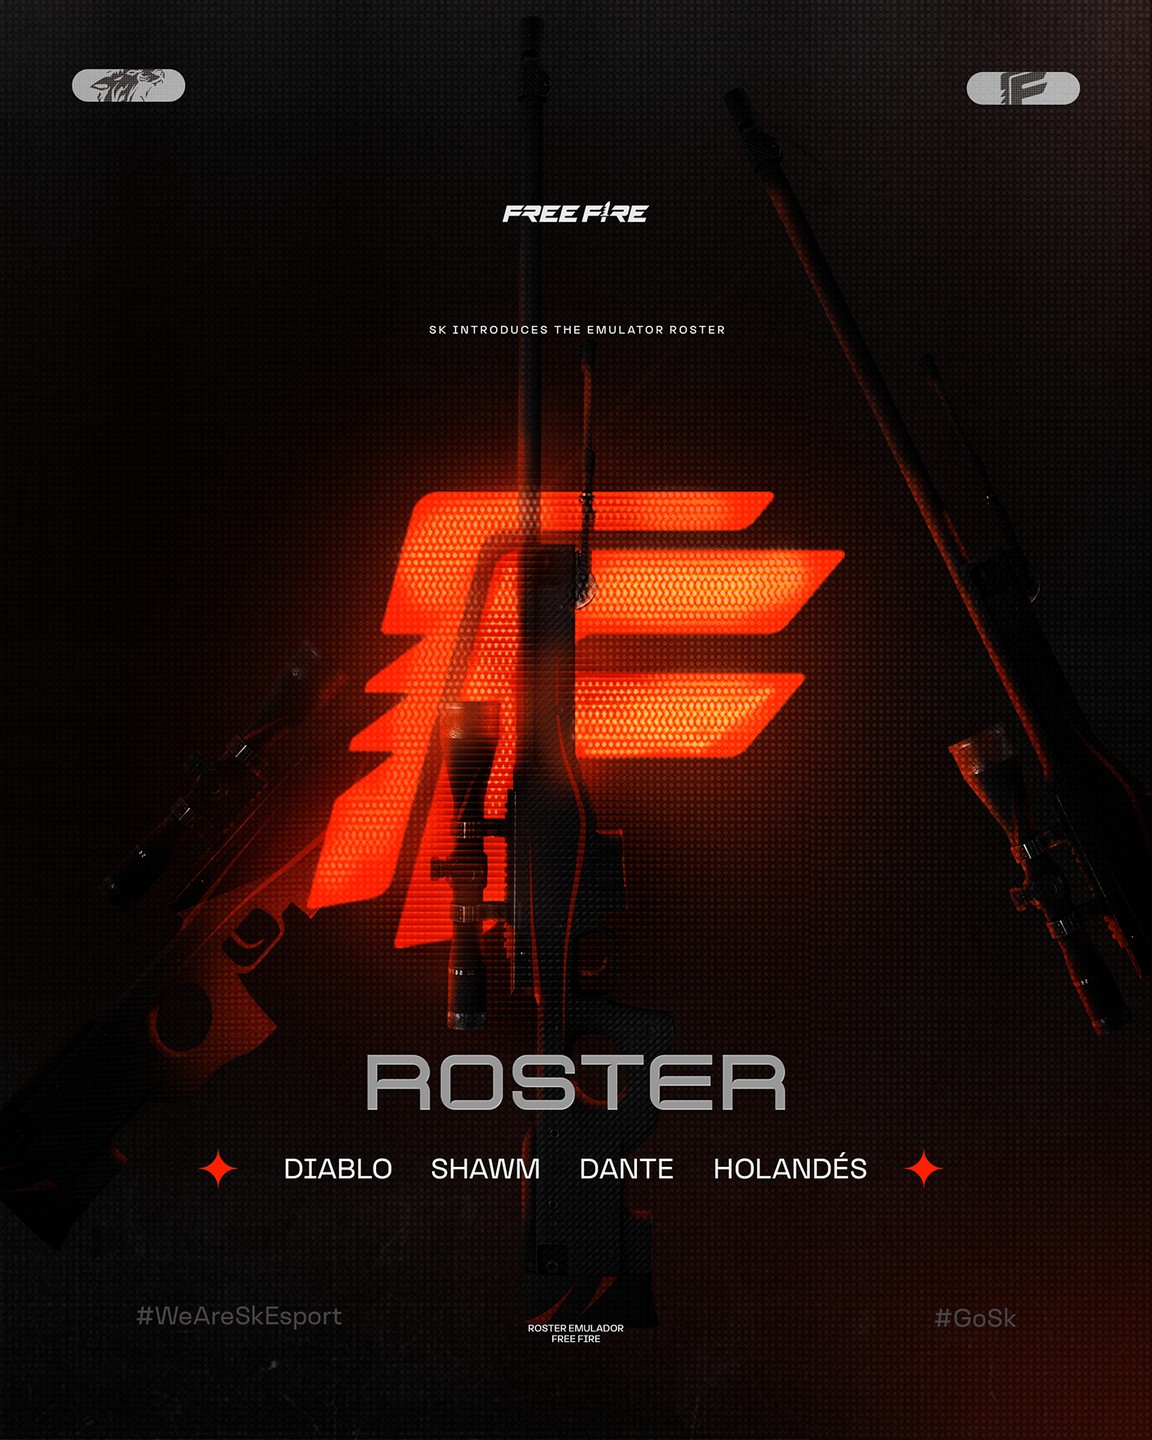 FREE FIRE
SK INTRODUCES THE EMULATOR ROSTER
ROSTER
DIABLO SHAWM DANTE HOLANDÉS
#WeAreSkEsport
ROSTER EMULADOR
FREE FIRE
#GoSk